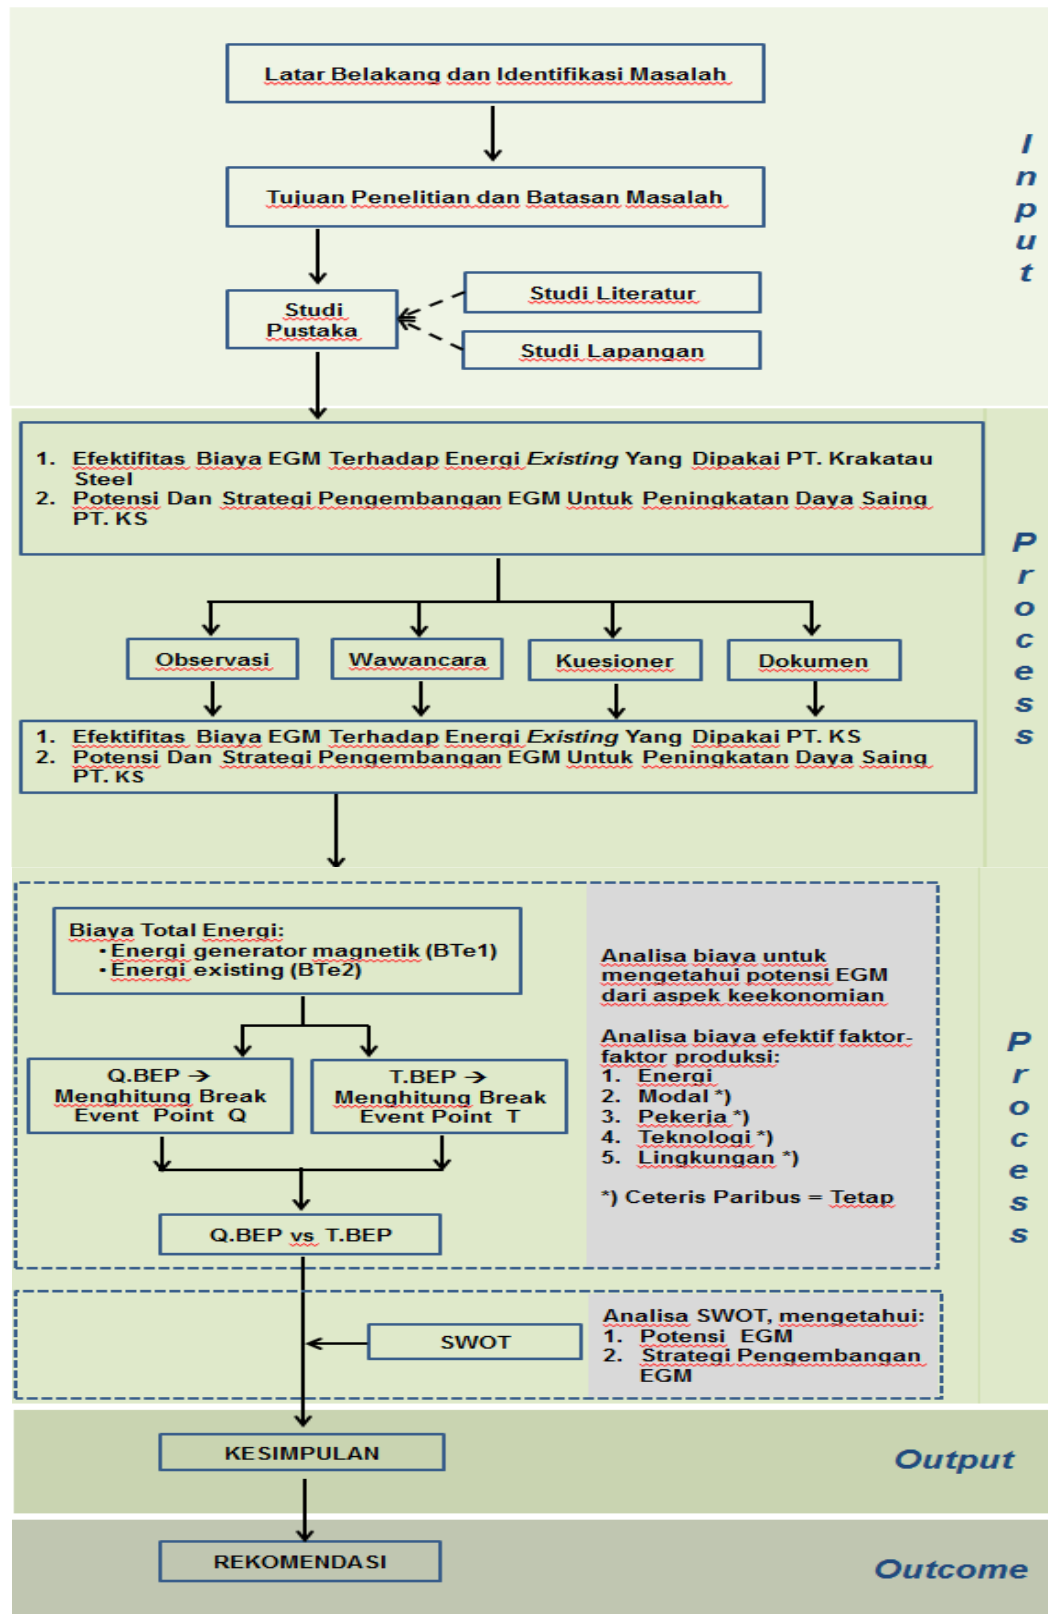 Latar Belakang dan Identifikasi Masalah
Tujuan Penelitian dan Batasan Masalah
Input
Studi
Pustaka
Studi Literatur
Studi Lapangan
1. Efektifitas Biaya EGM Terhadap Energi Existing Yang Dipakai PT. Krakatau
Steel
2. Potensi Dan Strategi Pengembangan EGM Untuk Peningkatan Daya Saing
PT. KS
Process
Observasi
Wawancara
Kuesioner
Dokumen
1. Efektifitas Biaya EGM Terhadap Energi Existing Yang Dipakai PT. KS
2. Potensi Dan Strategi Pengembangan EGM Untuk Peningkatan Daya Saing
PT. KS
Biaya Total Energi:
• Energi generator magnetik (BTe1)
• Energi existing (BTe2)
Q.BEP →
Menghitung Break
Event Point Q
T.BEP →
Menghitung Break
Event Point T
Q.BEP vs T.BEP
Analisa biaya untuk
mengetahui potensi EGM
dari aspek keekonomian
Analisa biaya efektif faktor-
faktor produksi:
1. Energi
2. Modal *)
3. Pekerja *)
4. Teknologi *)
5. Lingkungan *)
*) Ceteris Paribus = Tetap
Process
SWOT
Analisa SWOT, mengetahui:
1. Potensi EGM
2. Strategi Pengembangan
EGM
KESIMPULAN
Output
REKOMENDASI
Outcome